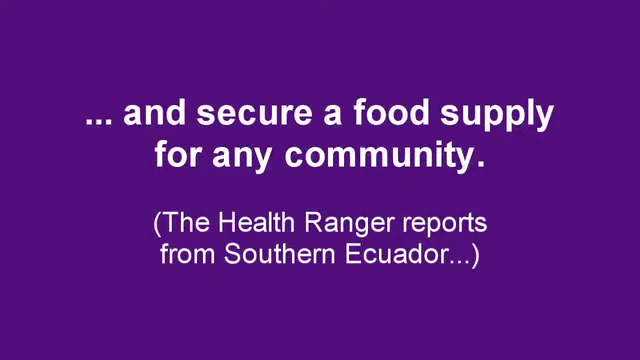 ... and secure a food supply
for any community.
(The Health Ranger reports
from Southern Ecuador...)